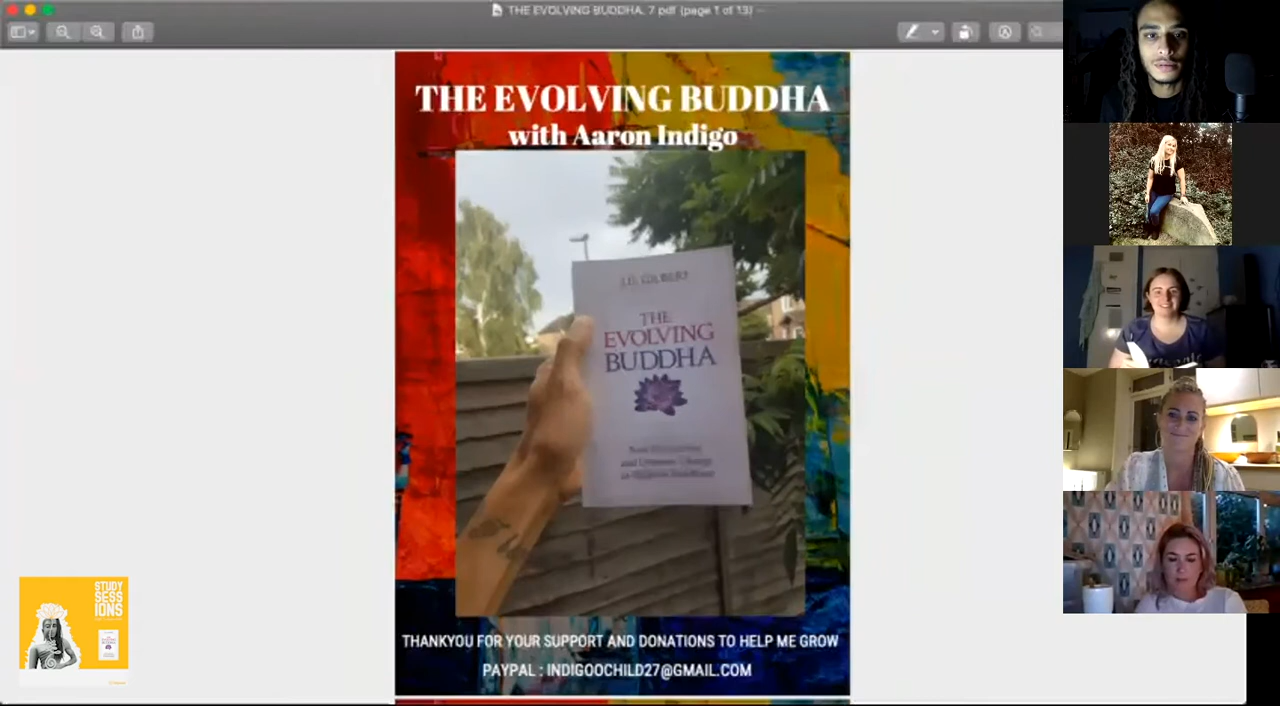 THE EVOLVING BUDDHA. 7.pdf (page 1 of 13)
THE EVOLVING BUDDHA
with Aaron Indigo
J.G. GILBERT
THE
EVOLVING
BUDDHA
THANKYOU FOR YOUR SUPPORT AND DONATIONS TO HELP ME GROW
PAYPAL : INDIGOOCHILD27@GMAIL.COM
STUDY
SESS
IONS